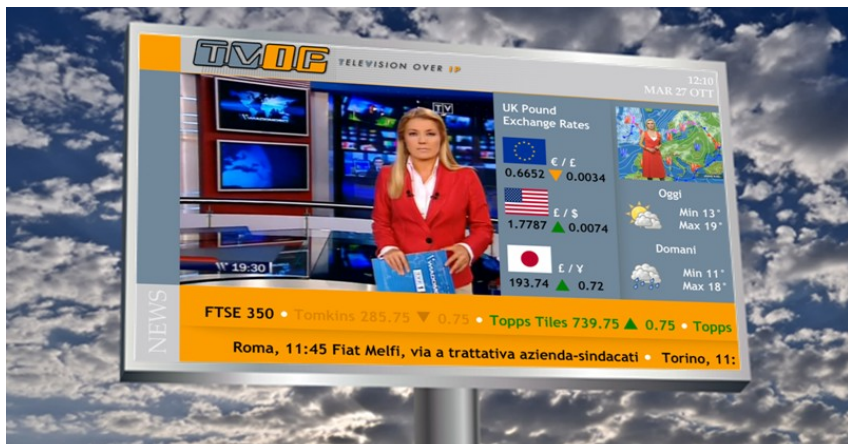 TVIP TELEVISION OVER IP
12:10
MAR 27 OTT
TV
UK Pound
Exchange Rates
€ / £
0.6652 ▼ 0.0034
£ / $
1.7787 ▲ 0.0074
£ / ¥
193.74 ▲ 0.72
Oggi
Min 13°
Max 19°
Domani
Min 11°
Max 18°
19:30
NEWS
FTSE 350 • Tomkins 285.75 ▼ 0.75 • Topps Tiles 739.75 ▲ 0.75 • Topps
Roma, 11:45 Fiat Melfi, via a trattativa azienda-sindacati • Torino, 11: